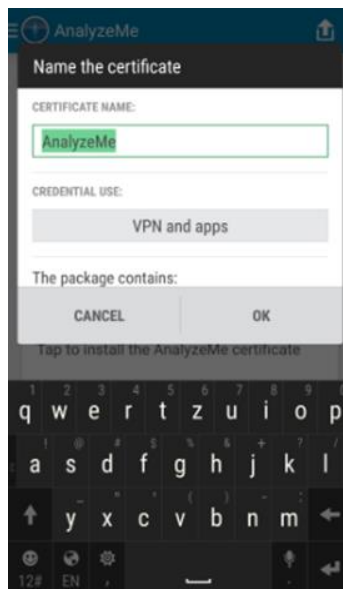 AnalyzeMe
Name the certificate
CERTIFICATE NAME:
AnalyzeMe
CREDENTIAL USE:
VPN and apps
The package contains:
CANCEL OK
Tap to install the AnalyzeMe certificate
1 2 3 4 5 6 7 8 9 0
q w e r t z u i o p
a s d f g h j k l
y x c v b n m
12# EN , .